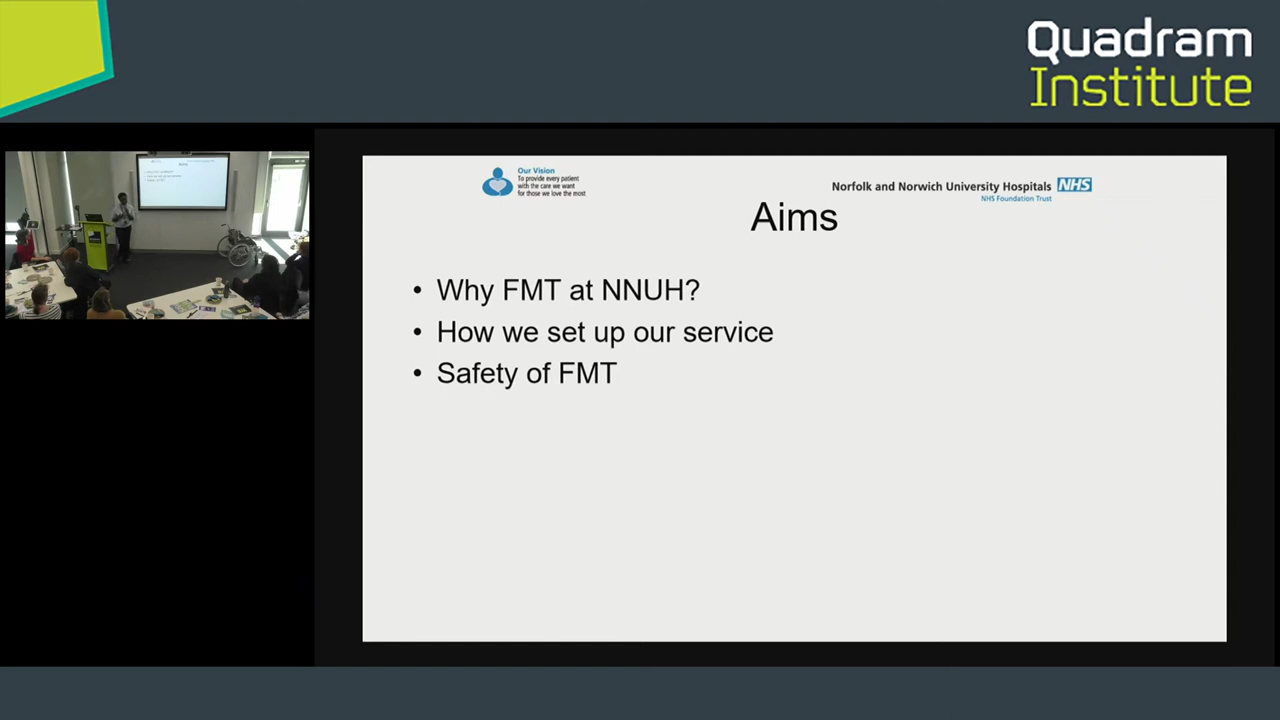 Quadram
Institute
Our Vision
To provide every patient
with the care we want
for those we love the most
Norfolk and Norwich University Hospitals NHS
NHS Foundation Trust
Aims
• Why FMT at NNUH?
• How we set up our service
• Safety of FMT